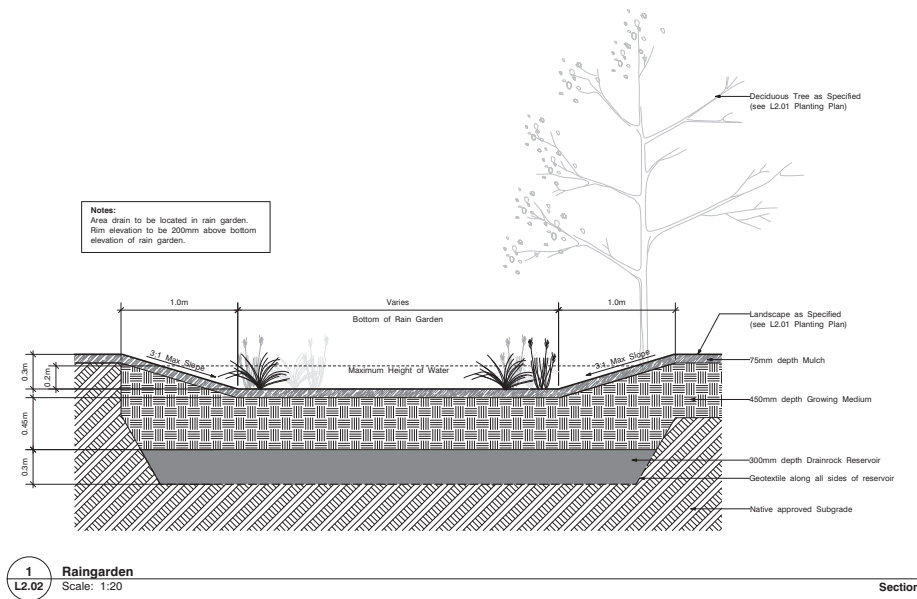 Deciduous Tree as Specified
(see L2.01 Planting Plan)
Notes:
Area drain to be located in rain garden.
Rim elevation to be 200mm above bottom
elevation of rain garden.
1.0m
Varies
1.0m
Bottom of Rain Garden
Landscape as Specified
(see L2.01 Planting Plan)
3:1 Max Slope
3:1 Max Slope
75mm depth Mulch
0.3m
0.2m
Maximum Height of Water
450mm depth Growing Medium
0.45m
300mm depth Drainrock Reservoir
0.3m
Geotextile along all sides of reservoir
Native approved Subgrade
1
L2.02
Raingarden
Scale: 1:20
Section